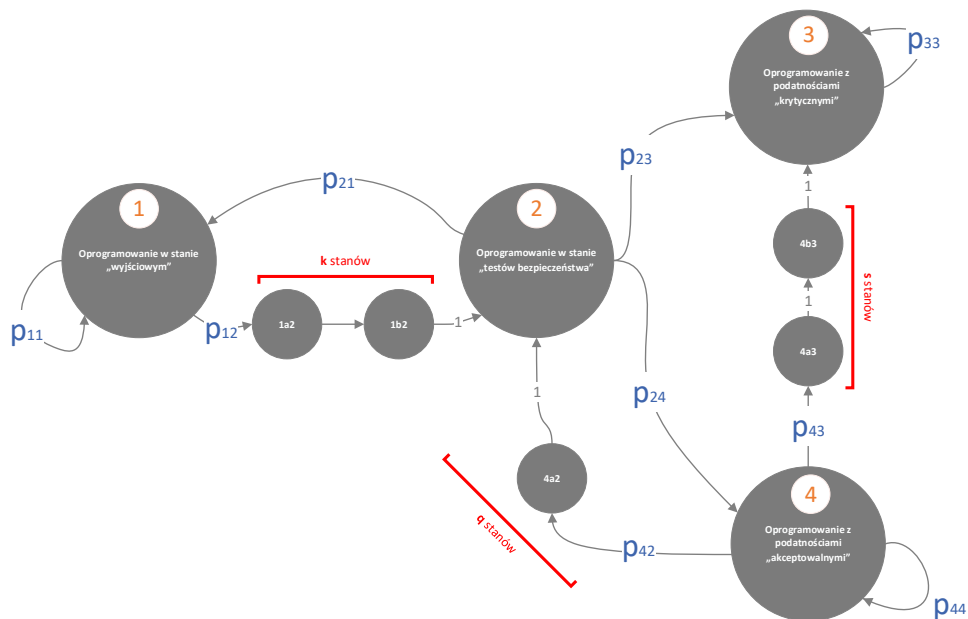 3
Oprogramowanie z
podatnościami
„krytycznymi”
p33
p23
1
p21
1
Oprogramowanie w stanie
„wyjściowym”
2
Oprogramowanie w stanie
„testów bezpieczeństwa”
4b3
s stanów
k stanów
1
1a2
1b2
1
p11
p12
4a3
1
p24
p43
4a2
q stanów
4
Oprogramowanie z
podatnościami
„akceptowalnymi”
p42
p44